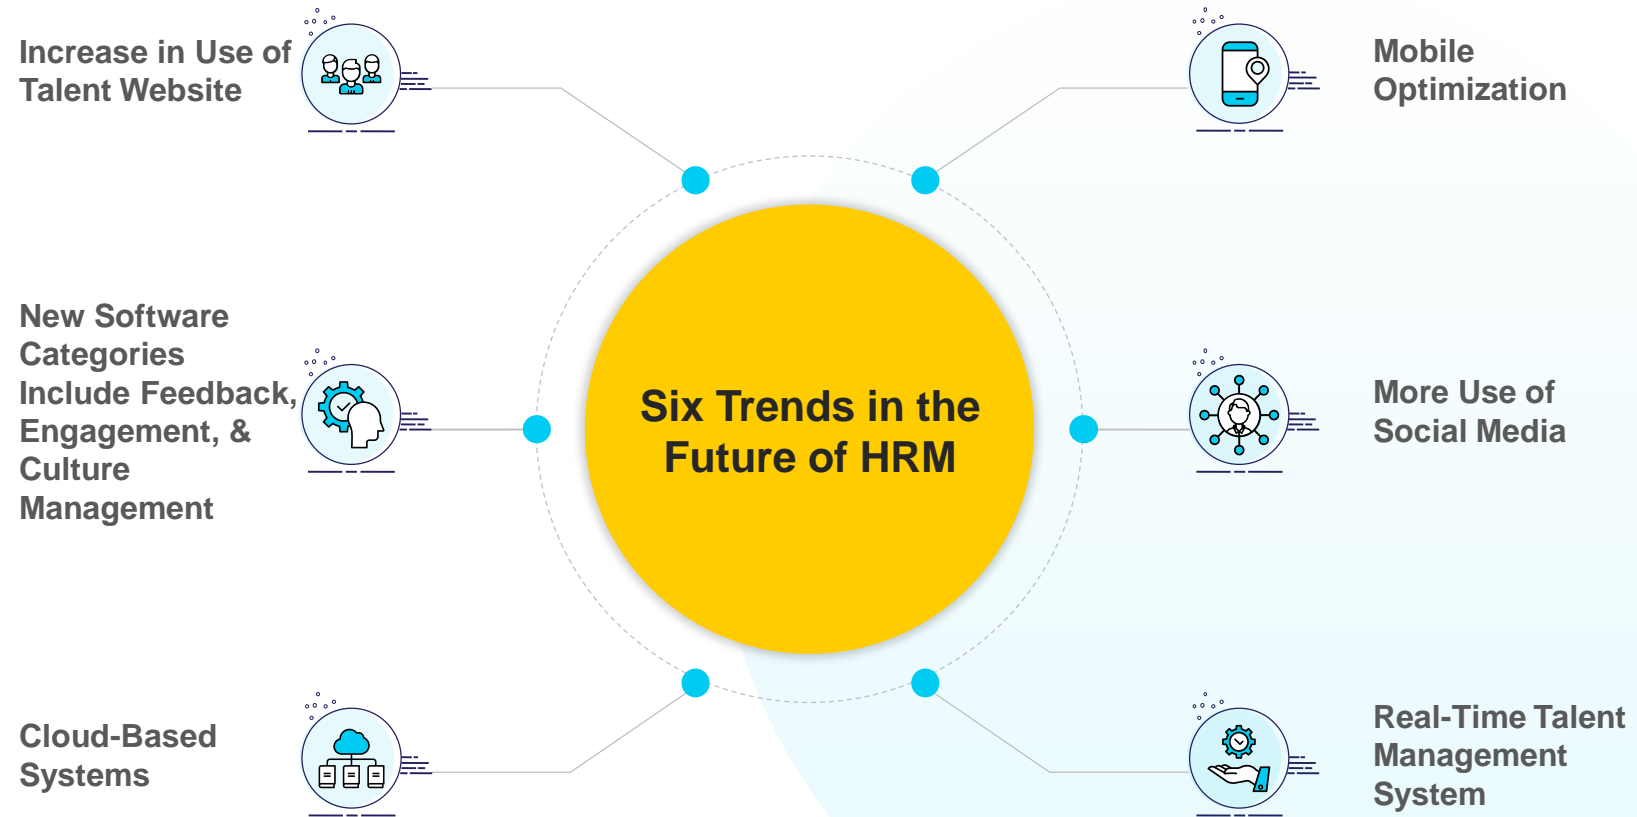 Increase in Use of
Talent Website
Mobile
Optimization
New Software
Categories
Include Feedback,
Engagement, &
Culture
Management
Six Trends in the
Future of HRM
More Use of
Social Media
Cloud-Based
Systems
Real-Time Talent
Management
System